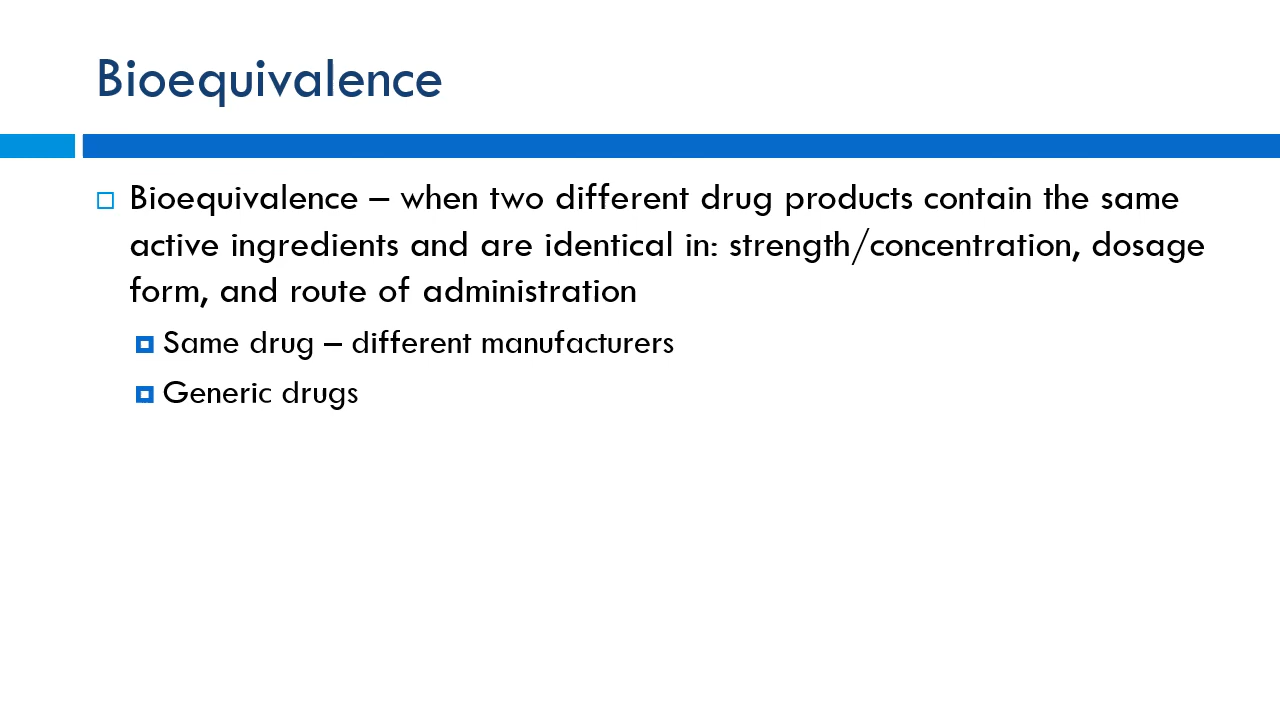 Bioequivalence
Bioequivalence – when two different drug products contain the same
active ingredients and are identical in: strength/concentration, dosage
form, and route of administration
Same drug – different manufacturers
Generic drugs